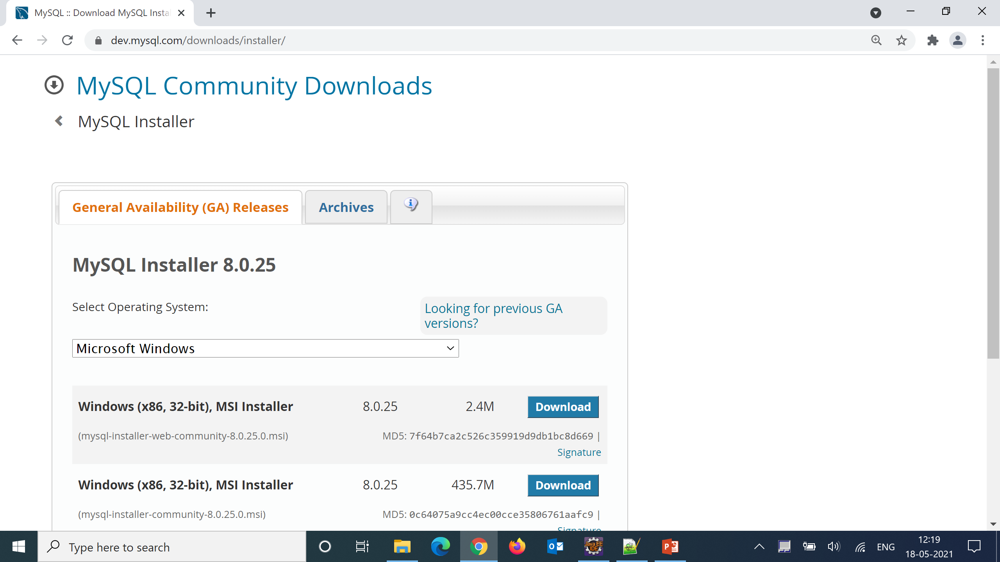 MySQL :: Download MySQL Instal
dev.mysql.com/downloads/installer/
MySQL Community Downloads
MySQL Installer
General Availability (GA) Releases
Archives
MySQL Installer 8.0.25
Select Operating System:
Looking for previous GA
versions?
Microsoft Windows
Windows (x86, 32-bit), MSI Installer 8.0.25 2.4M Download
(mysql-installer-web-community-8.0.25.0.msi) MD5: 7f64b7ca2c526c359919d9db1bc8d669 |
Signature
Windows (x86, 32-bit), MSI Installer 8.0.25 435.7M Download
(mysql-installer-community-8.0.25.0.msi) MD5: 0c64075a9cc4ec00cce35806761aafc9 |
Signature
Type here to search
Java EE
IDE
ENG
12:19
18-05-2021